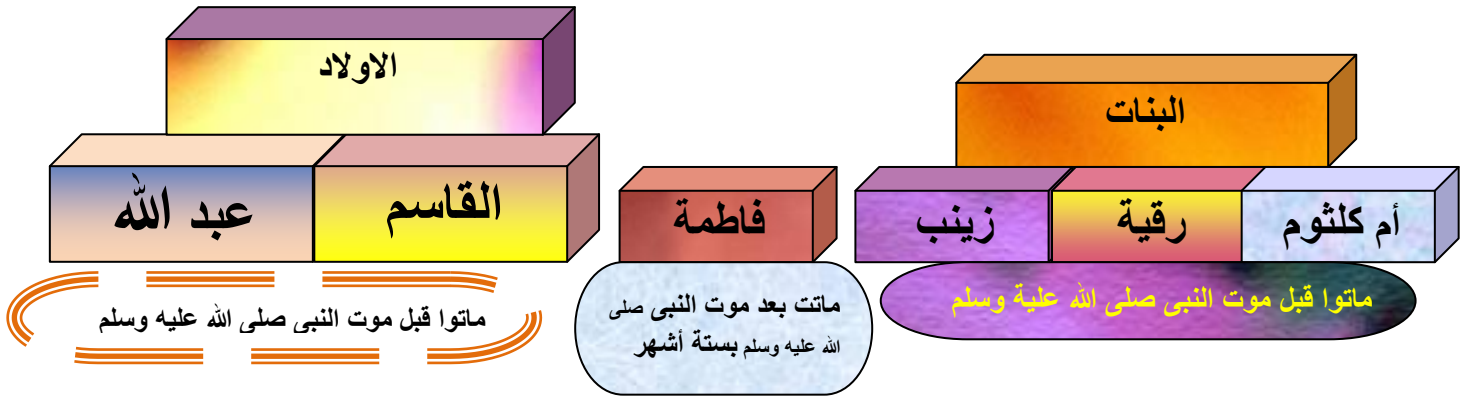 البنات
أم كلثوم
رقية
زينب
ماتوا قبل موت النبى صلى الله علية وسلم
فاطمة
ماتت بعد موت النبى صلى
الله عليه وسلم بستة أشهر
الاولاد
القاسم
عبد الله
ماتوا قبل موت النبى صلى الله عليه وسلم